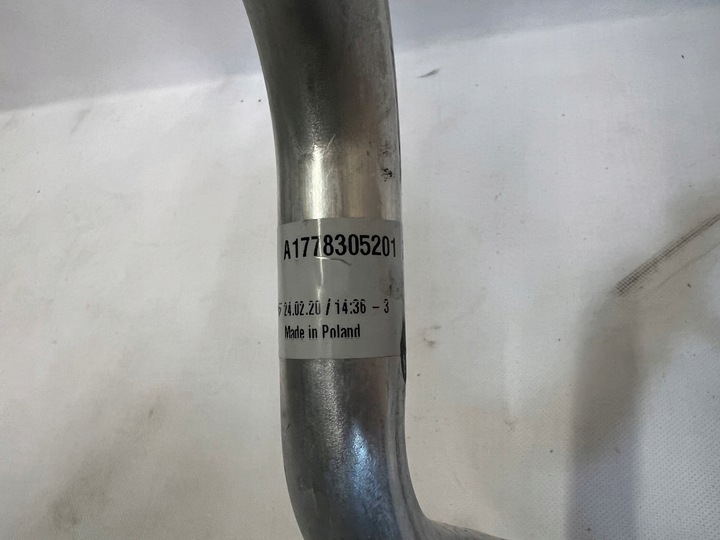 A1778305201
24.02.20 / 14:36 - 3
Made in Poland